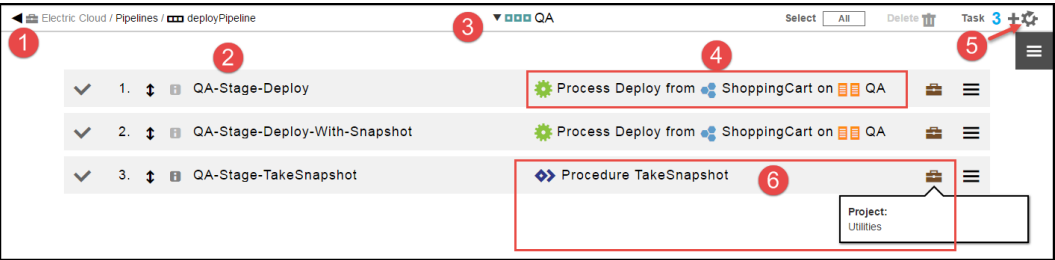 Electric Cloud / Pipelines / deployPipeline QA Select All Delete Task 3
1 2 3 4 5
1. QA-Stage-Deploy Process Deploy from ShoppingCart on QA
2. QA-Stage-Deploy-With-Snapshot Process Deploy from ShoppingCart on QA
3. QA-Stage-TakeSnapshot Procedure TakeSnapshot 6
Project:
Utilities